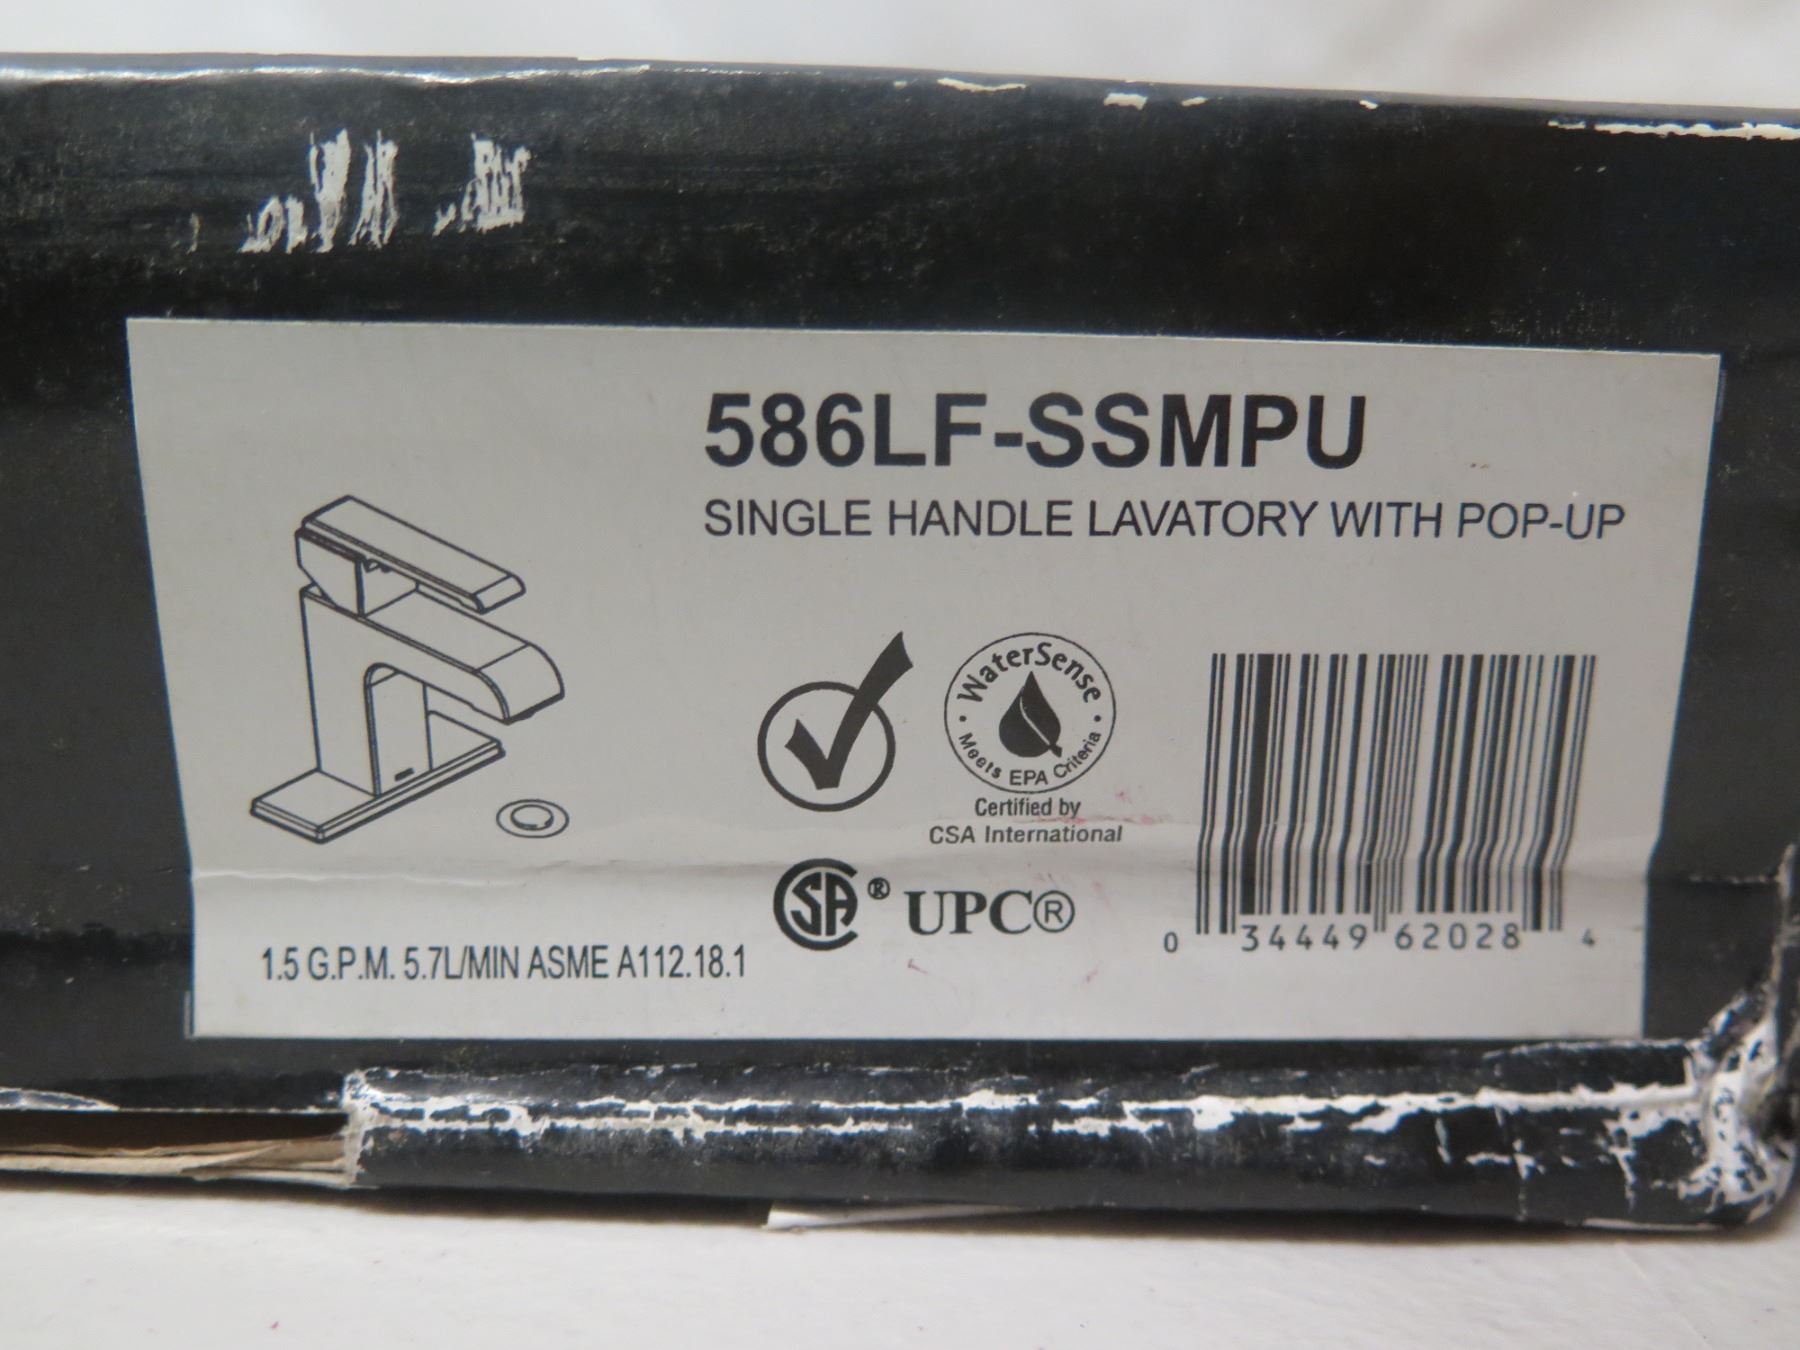 586LF-SSMPU
SINGLE HANDLE LAVATORY WITH POP-UP
WaterSense
Meets EPA Criteria
Certified by
CSA International
SA® UPC®
1.5 G.P.M. 5.7L/MIN ASME A112.18.1
0 34449 62028 4